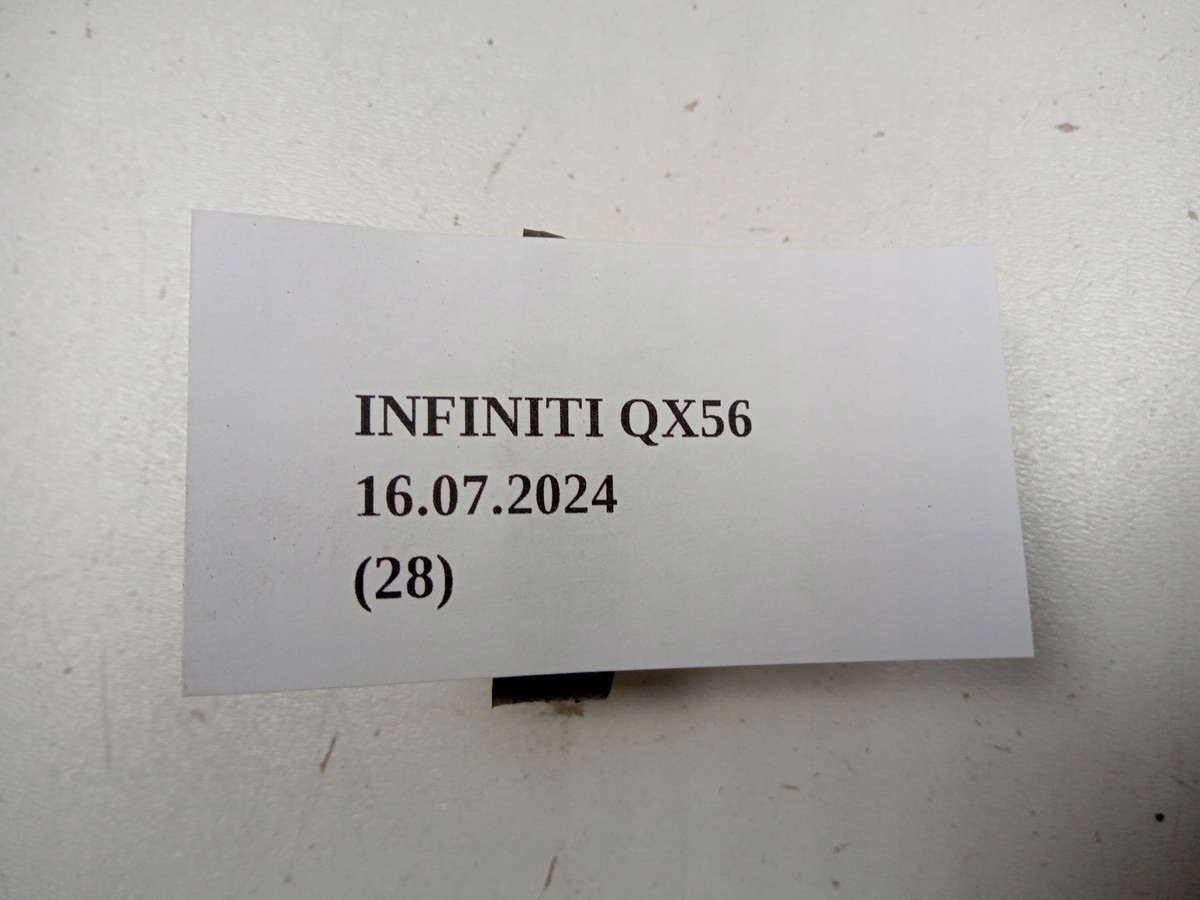 INFINITI QX56
16.07.2024
(28)